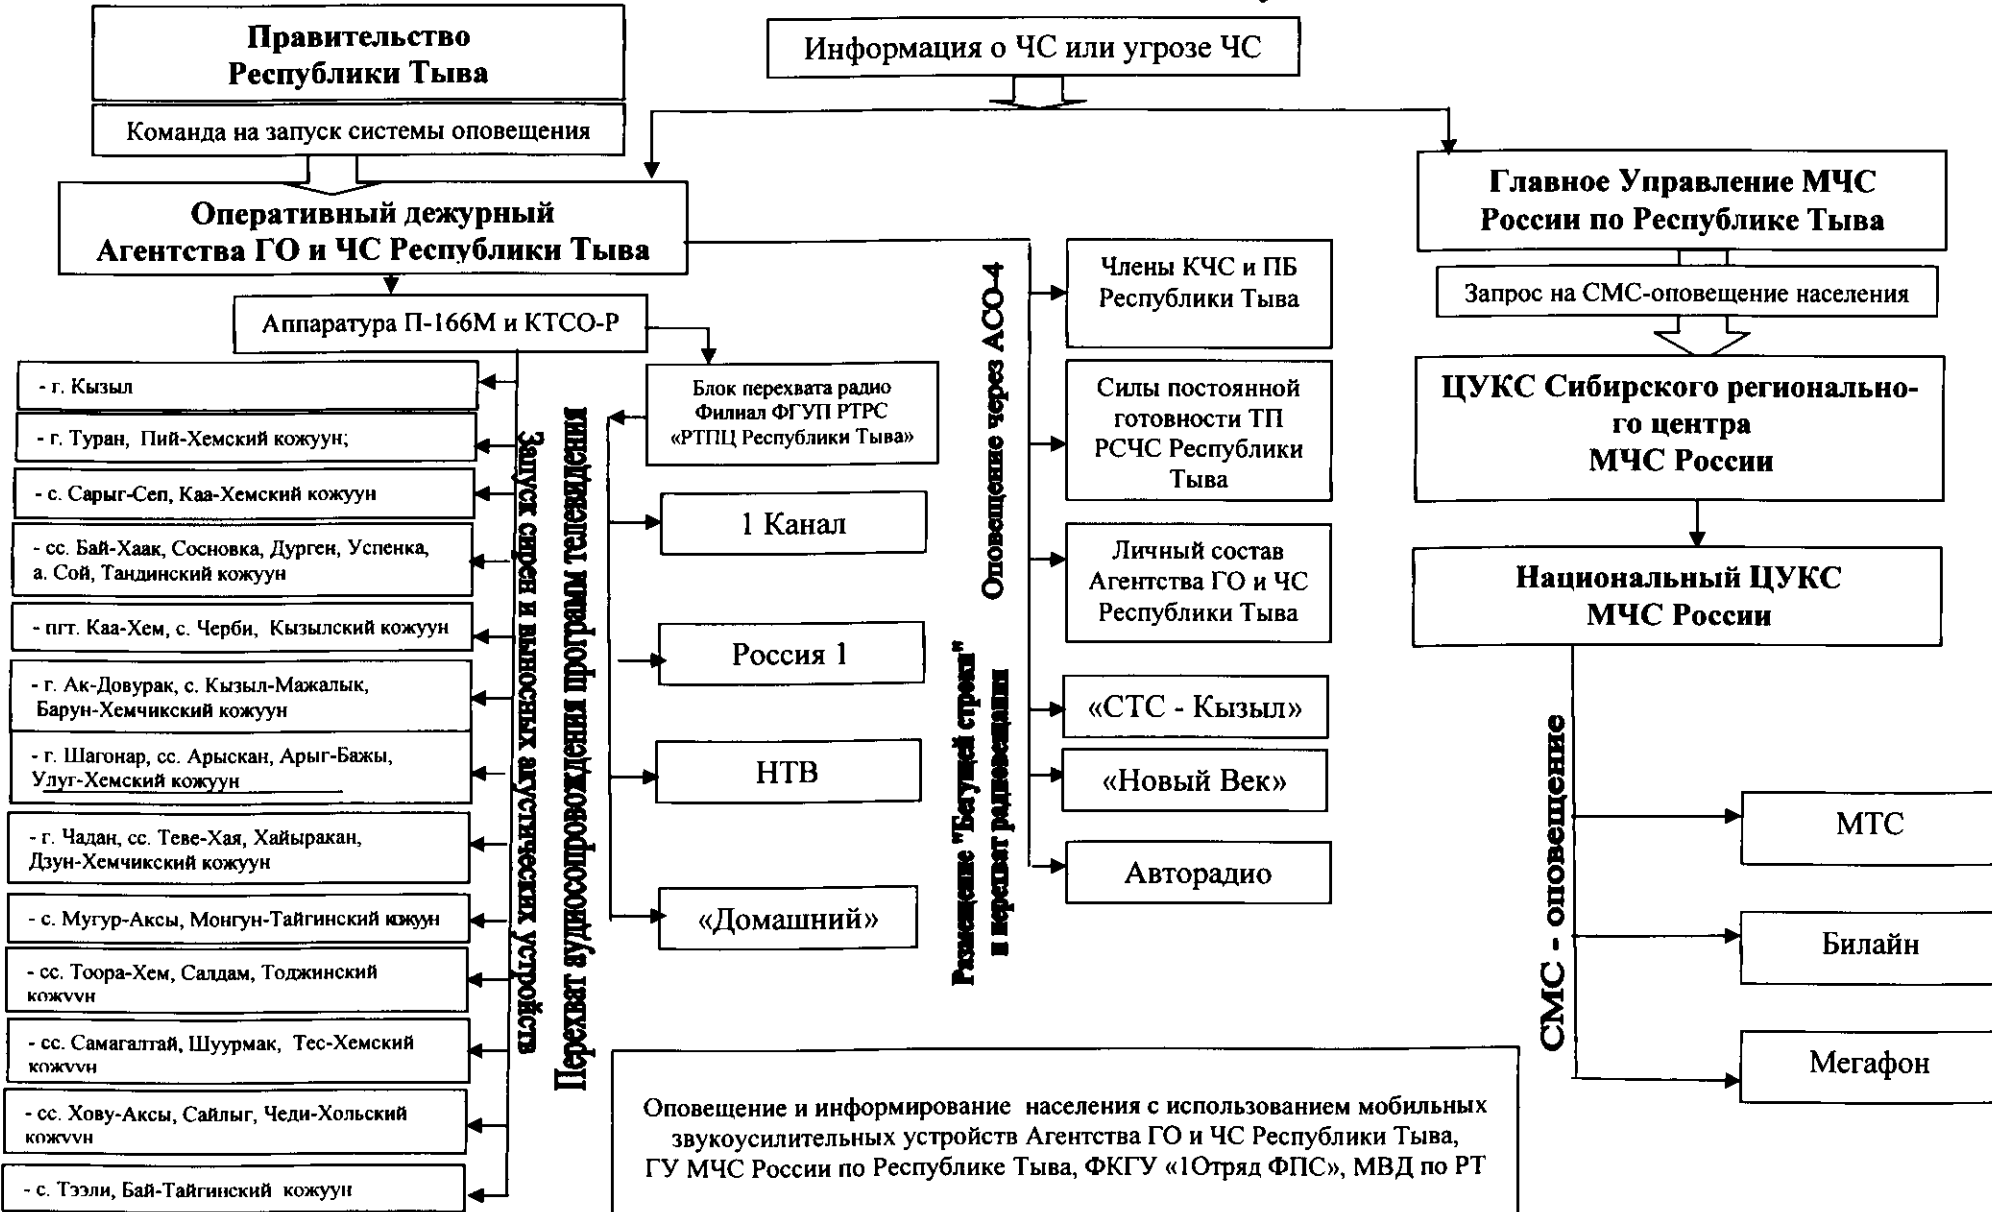 Правительство
Республики Тыва
Команда на запуск системы оповещения
Информация о ЧС или угрозе ЧС
Оперативный дежурный
Агентства ГО и ЧС Республики Тыва
Аппаратура П-166М и КТСО-Р
- г. Кызыл
- г. Туран, Пий-Хемский кожуун;
- с. Сарыг-Сеп, Каа-Хемский кожуун
- сс. Бай-Хаак, Сосновка, Дурген, Успенка,
а. Сой, Тандинский кожуун
- пгт. Каа-Хем, с. Черби, Кызылский кожуун
- г. Ак-Довурак, с. Кызыл-Мажалык,
Барун-Хемчикский кожуун
- г. Шагонар, сс. Арыскан, Арыг-Бажы,
Улуг-Хемский кожуун
- г. Чадан, сс. Теве-Хая, Хайыракан,
Дзун-Хемчикский кожуун
- с. Мугур-Аксы, Монгун-Тайгинский кожуун
- сс. Тоора-Хем, Салдам, Тоджинский
кожуун
- сс. Самагалтай, Шуурмак, Тес-Хемский
кожуун
- сс. Хову-Аксы, Сайлыг, Чеди-Хольский
кожуун
- с. Тээли, Бай-Тайгинский кожуун
Запуск сирен и выносных акустических устройств
Перехват аудиосопровождения программ телевидения
Блок перехвата радио
Филиал ФГУП РТРС
«РТПЦ Республики Тыва»
1 Канал
Россия 1
НТВ
«Домашний»
Оповещение через АСО-4
Размещение "Бегущей строки"
и перехват радиовещания
Члены КЧС и ПБ
Республики Тыва
Силы постоянной
готовности ТП
РСЧС Республики
Тыва
Личный состав
Агентства ГО и ЧС
Республики Тыва
«СТС - Кызыл»
«Новый Век»
Авторадио
Главное Управление МЧС
России по Республике Тыва
Запрос на СМС-оповещение населения
ЦУКС Сибирского регионально-
го центра
МЧС России
Национальный ЦУКС
МЧС России
СМС - оповещение
МТС
Билайн
Мегафон
Оповещение и информирование населения с использованием мобильных
звукоусилительных устройств Агентства ГО и ЧС Республики Тыва,
ГУ МЧС России по Республике Тыва, ФКГУ «1Отряд ФПС», МВД по РТ